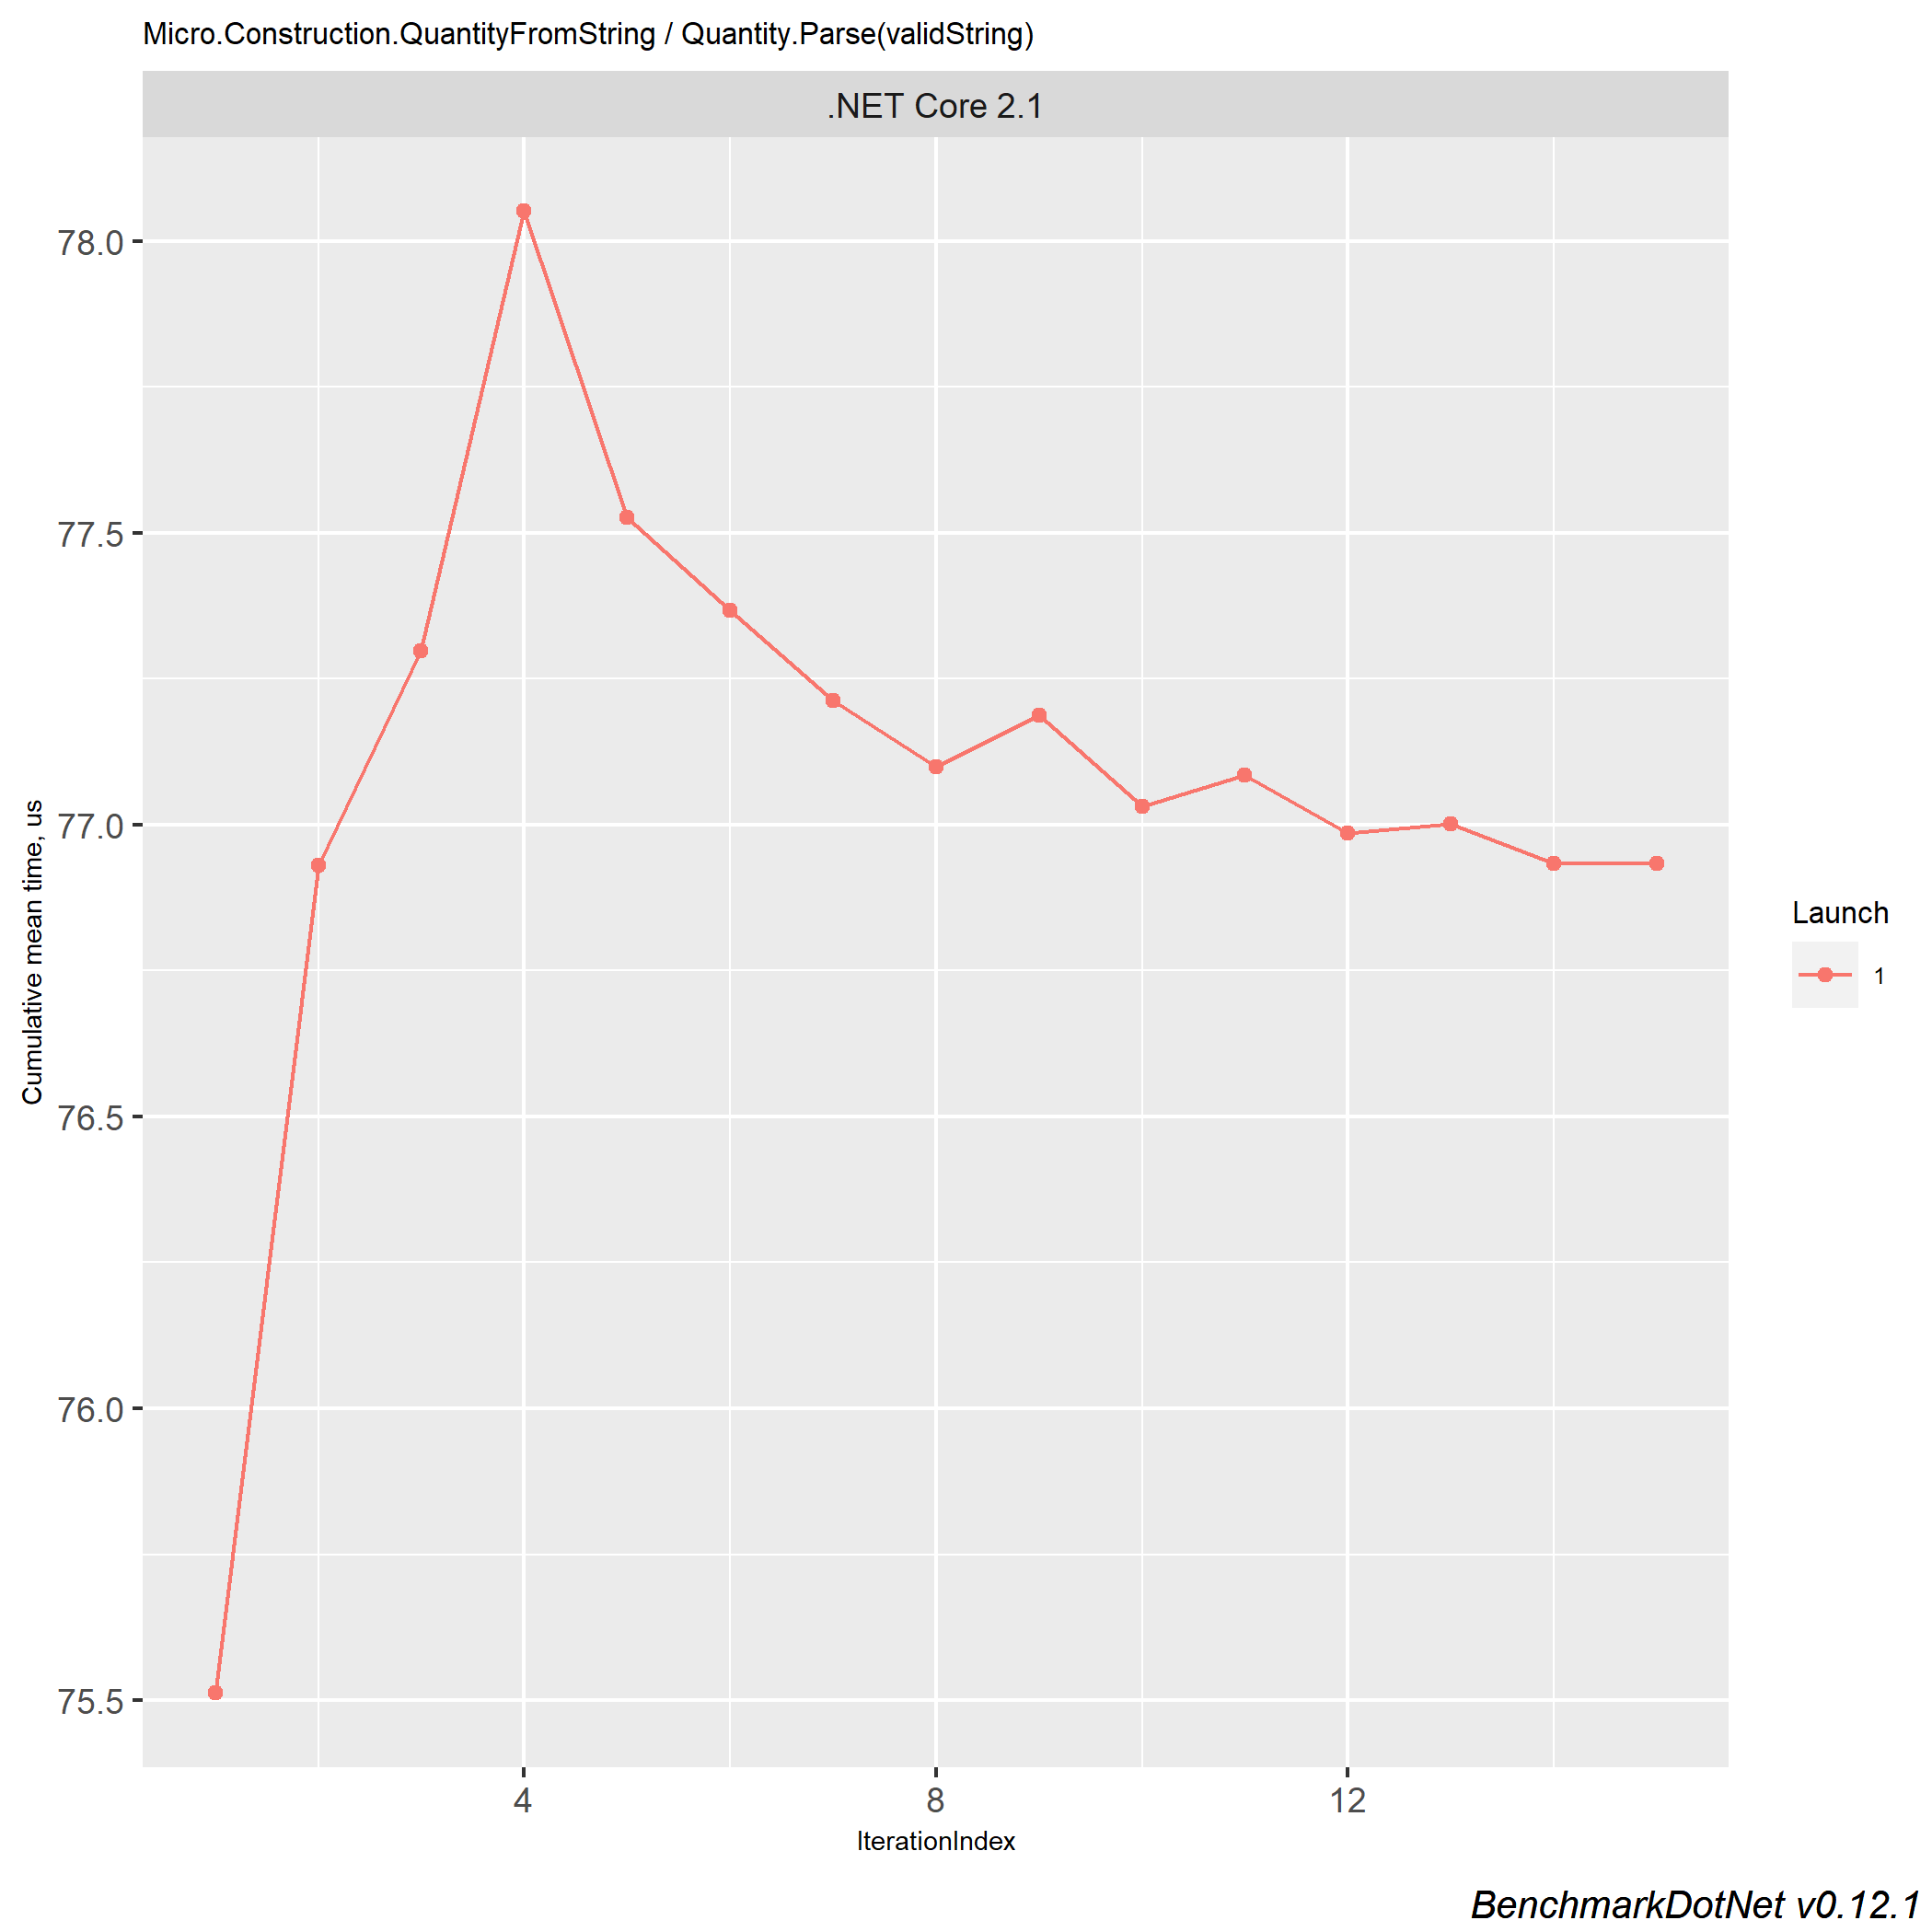 Micro.Construction.QuantityFromString / Quantity.Parse(validString)
.NET Core 2.1
78.0
77.5
77.0
76.5
76.0
75.5
Cumulative mean time, us
4 8 12
IterationIndex
Launch
1
BenchmarkDotNet v0.12.1